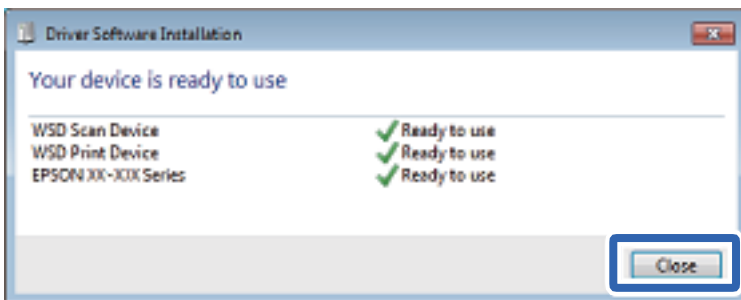 Driver Software Installation
Your device is ready to use
WSD Scan Device Ready to use
WSD Print Device Ready to use
EPSON XX-XXX Series Ready to use
Close